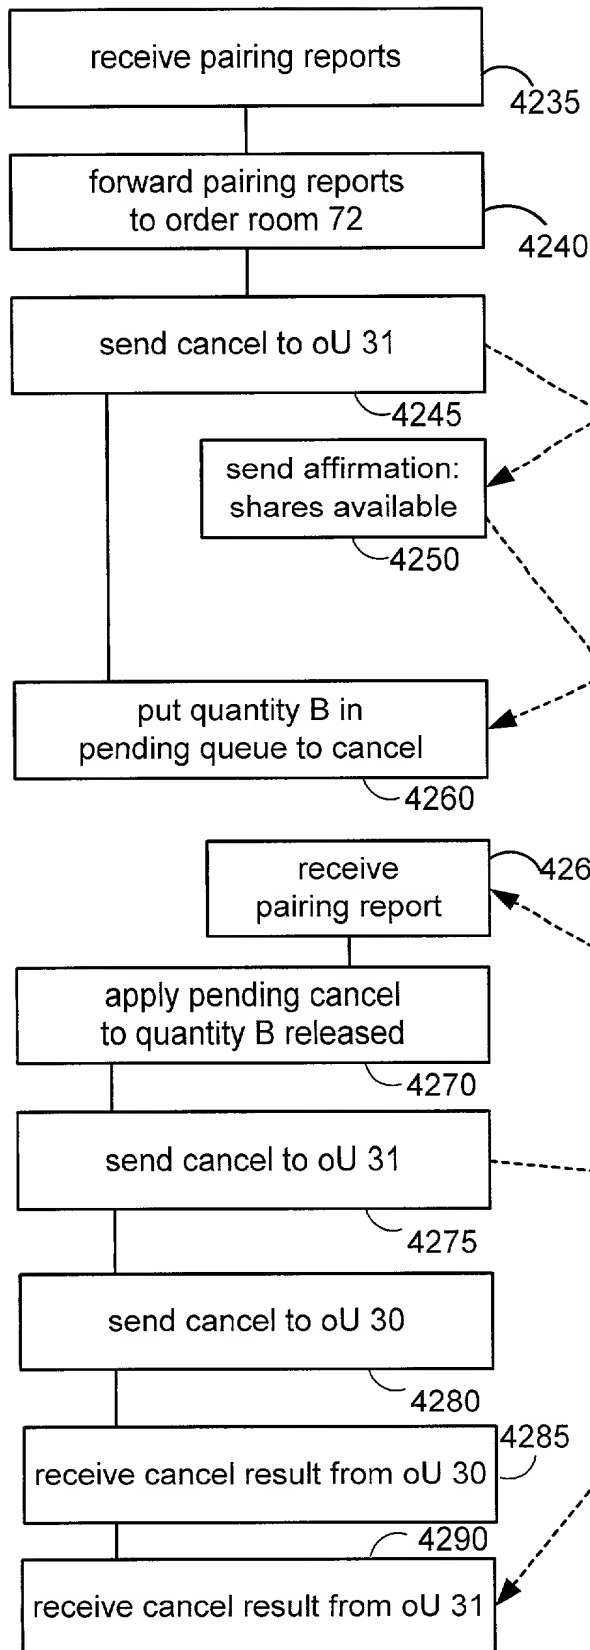 receive pairing reports
4235
forward pairing reports
to order room 72
4240
send cancel to oU 31
4245
send affirmation:
shares available
4250
put quantity B in
pending queue to cancel
4260
receive
pairing report
426
apply pending cancel
to quantity B released
4270
send cancel to oU 31
4275
send cancel to oU 30
4280
receive cancel result from oU 30
4285
4290
receive cancel result from oU 31